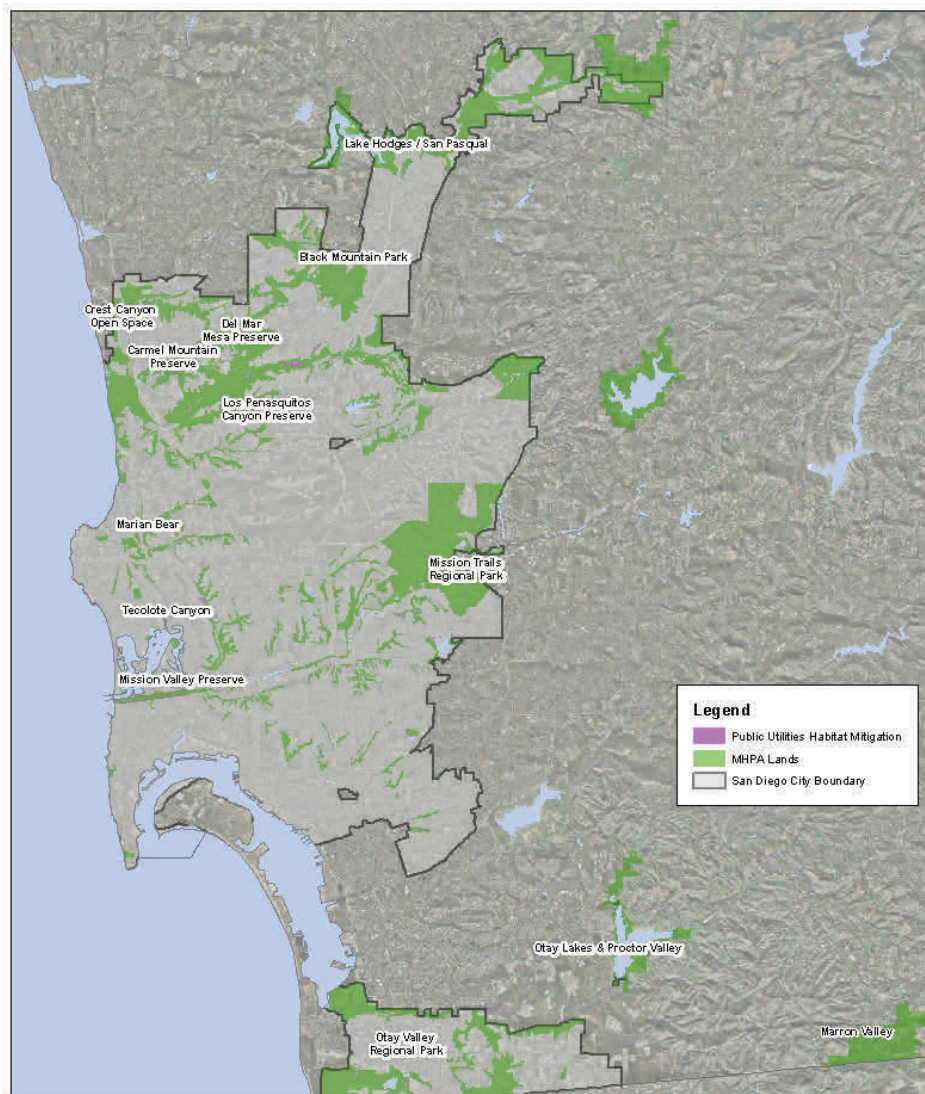 Lake Hodges / San Pasqual
Black Mountain Park
Crest Canyon
Open Space
Del Mar
Mesa Preserve
Carmel Mountain
Preserve
Los Penasquitos
Canyon Preserve
Marian Bear
Mission Trails
Regional Park
Tecolote Canyon
Mission Valley Preserve
Legend
Public Utilities Habitat Mitigation
MHPA Lands
San Diego City Boundary
Otay Lakes & Proctor Valley
Otay Valley
Regional Park
Marron Valley